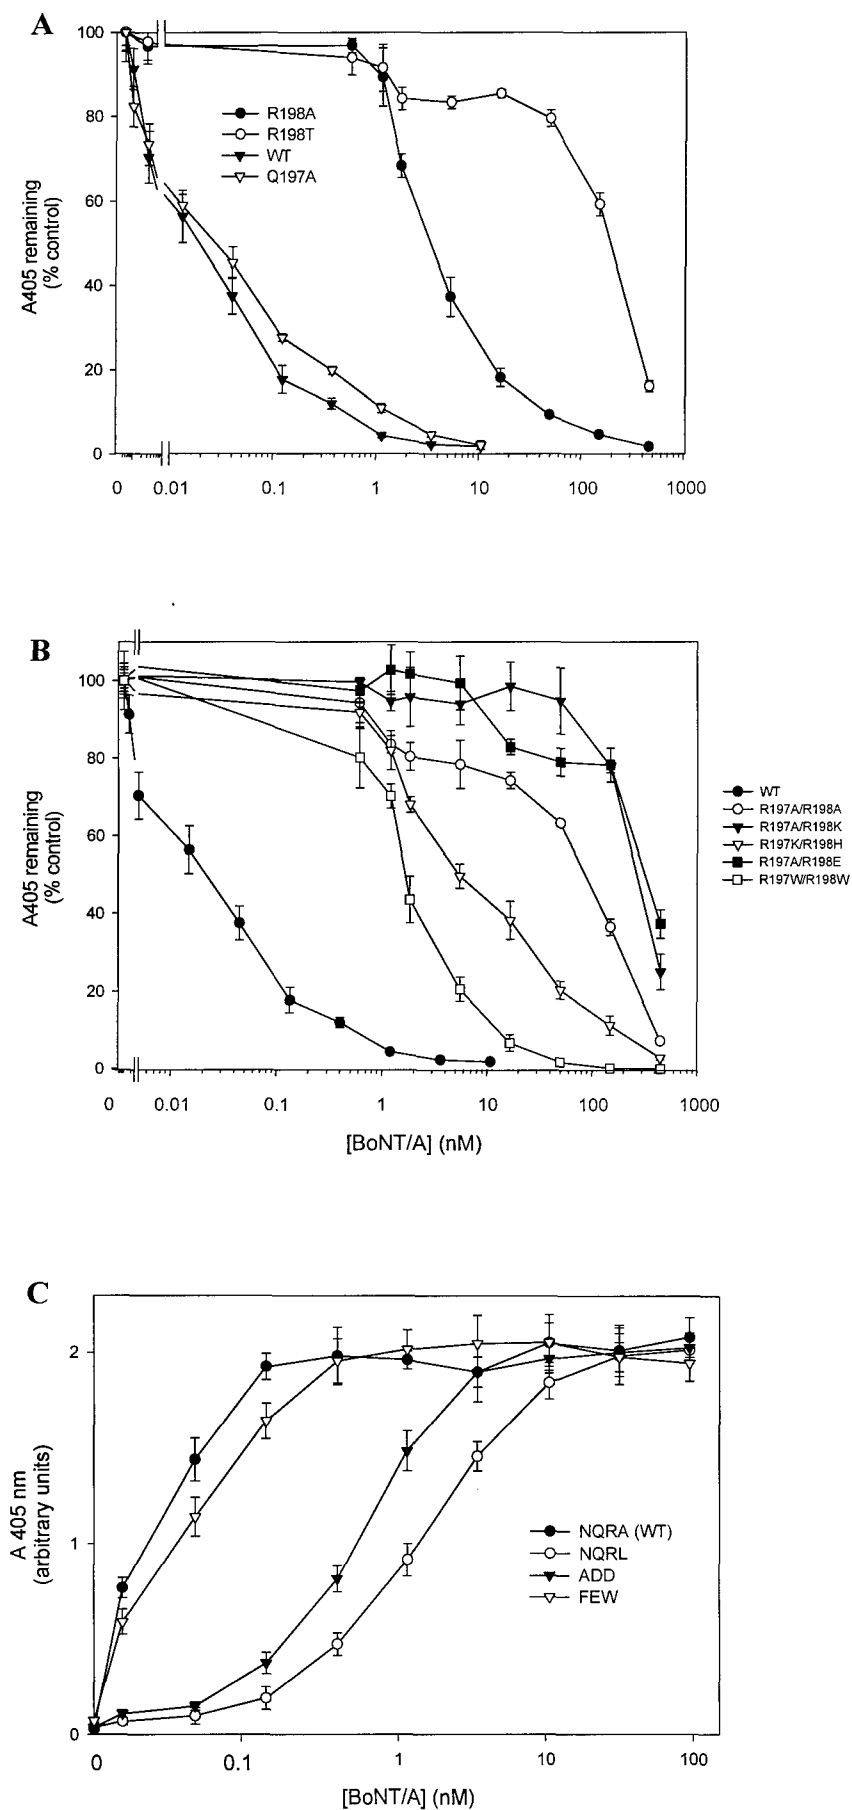 A
100
80
60
40
20
0
A405 remaining
(% control)
R198A
R198T
WT
Q197A
0 0.01 0.1 1 10 100 1000
B
100
80
60
40
20
0
A405 remaining
(% control)
WT
R197A/R198A
R197A/R198K
R197K/R198H
R197A/R198E
R197W/R198W
0 0.01 0.1 1 10 100 1000
[BoNT/A] (nM)
C
2
1
0
A 405 nm
(arbitrary units)
NQRA (WT)
NQRL
ADD
FEW
0 0.1 1 10 100
[BoNT/A] (nM)